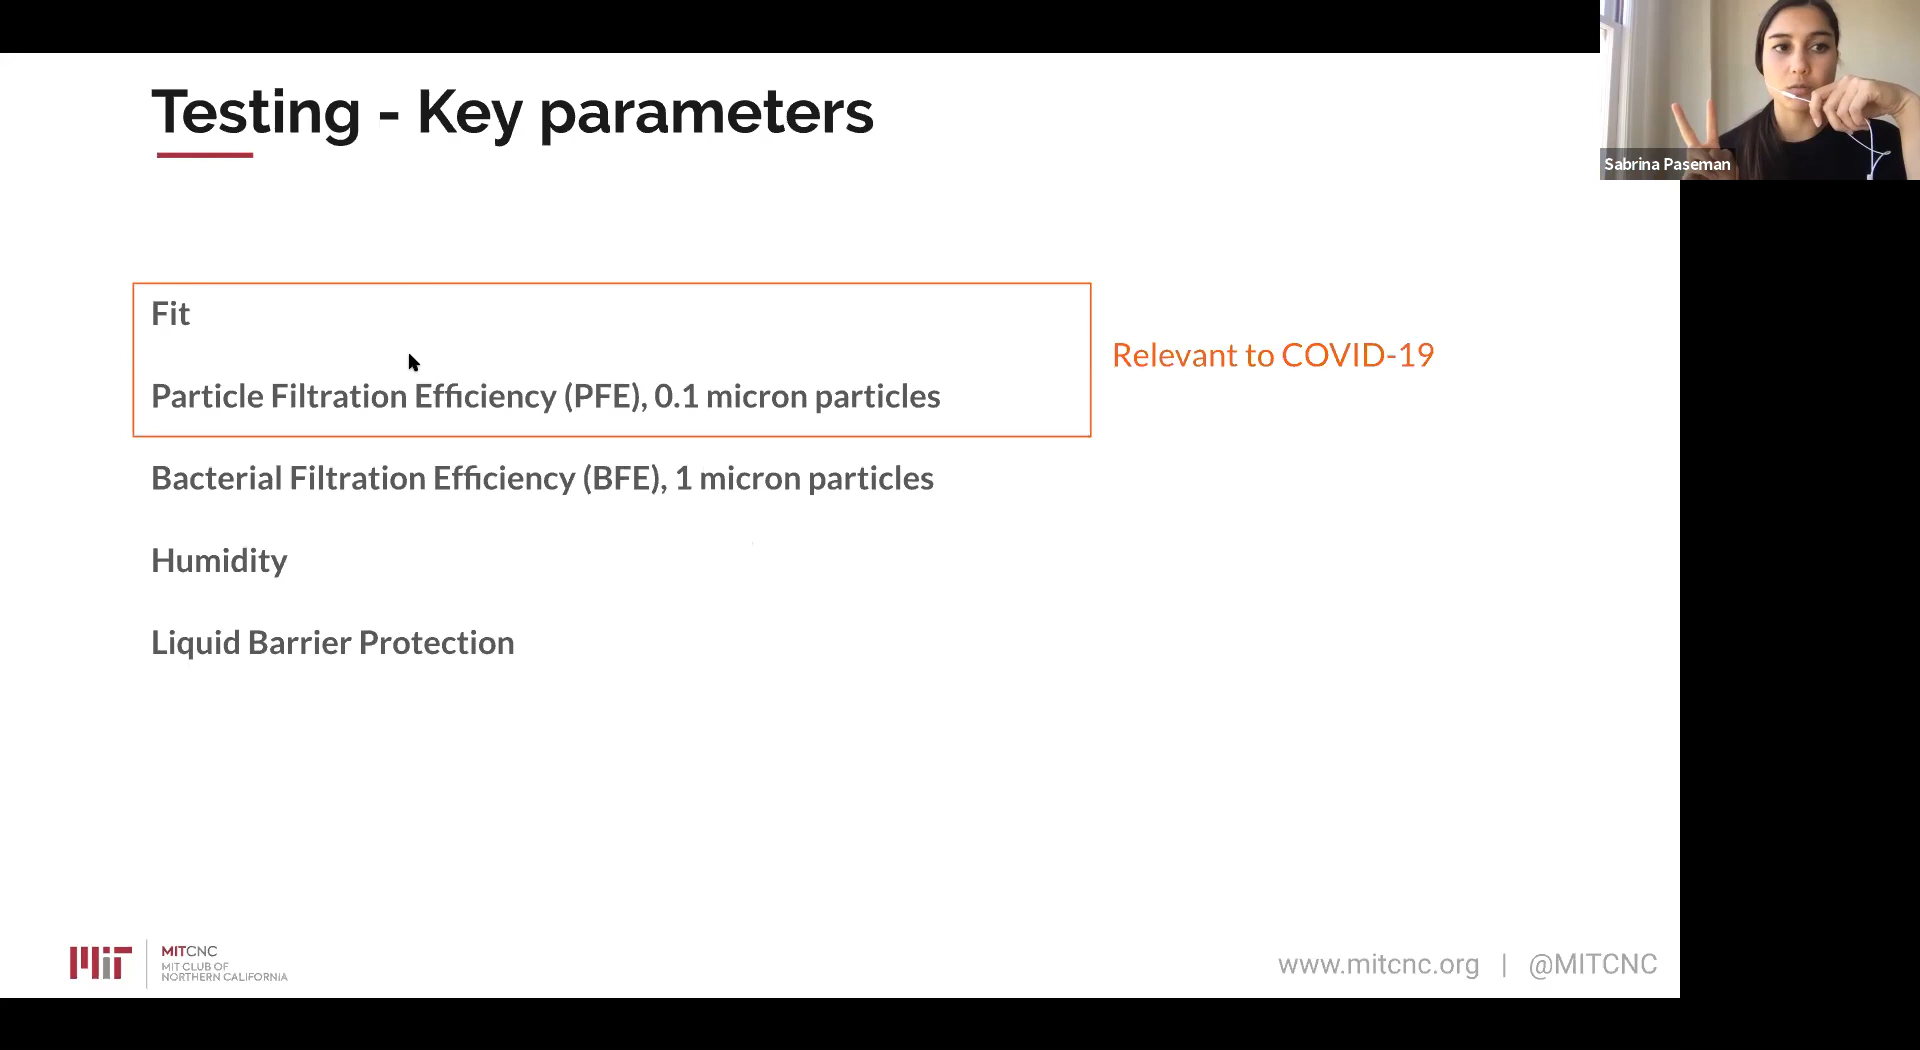 Testing - Key parameters
Sabrina Paseman
Fit
Particle Filtration Efficiency (PFE), 0.1 micron particles
Relevant to COVID-19
Bacterial Filtration Efficiency (BFE), 1 micron particles
Humidity
Liquid Barrier Protection
MIT
MITCNC
MIT CLUB OF
NORTHERN CALIFORNIA
www.mitcnc.org | @MITCNC